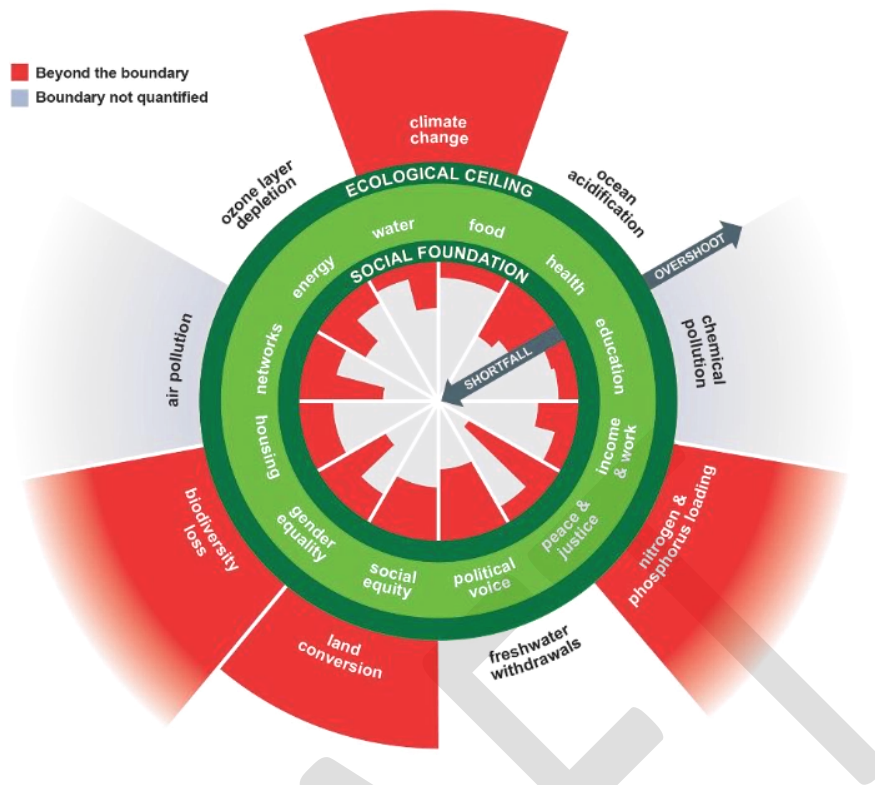 Beyond the boundary
Boundary not quantified
climate
change
ozone layer
depletion
ocean
acidification
ECOLOGICAL CEILING
water
food
energy
health
SOCIAL FOUNDATION
OVERSHOOT
SHORTFALL
air pollution
networks
education
chemical
pollution
housing
income
& work
biodiversity
loss
gender
equality
peace &
justice
nitrogen &
phosphorus loading
social
equity
political
voice
land
conversion
freshwater
withdrawals